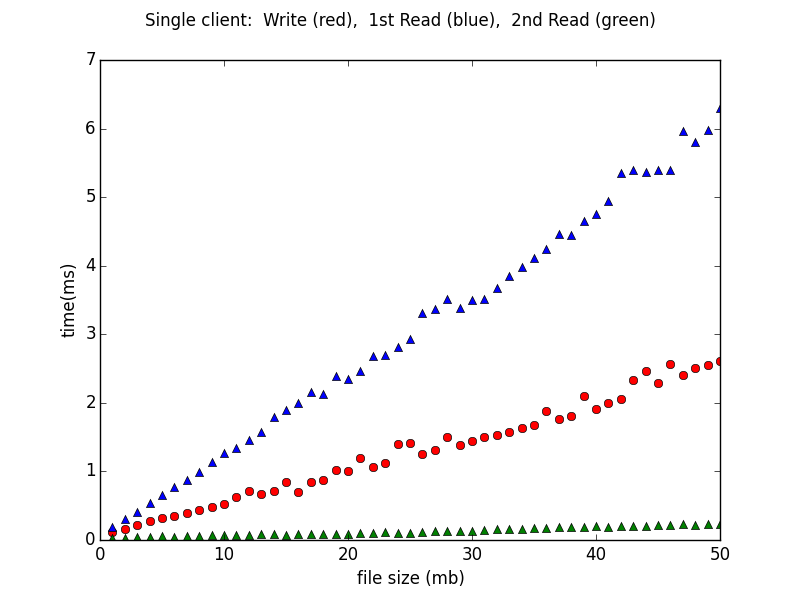 Single client:  Write (red),  1st Read (blue),  2nd Read (green)
7
6
5
4
3
2
1
0
time(ms)
0 10 20 30 40 50
file size (mb)